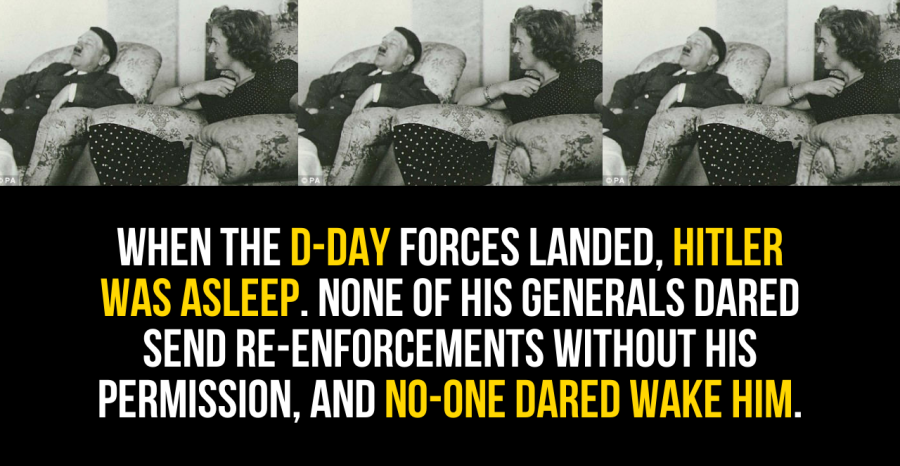 © PA
© PA
© PA
WHEN THE D-DAY FORCES LANDED, HITLER
WAS ASLEEP. NONE OF HIS GENERALS DARED
SEND RE-ENFORCEMENTS WITHOUT HIS
PERMISSION, AND NO-ONE DARED WAKE HIM.